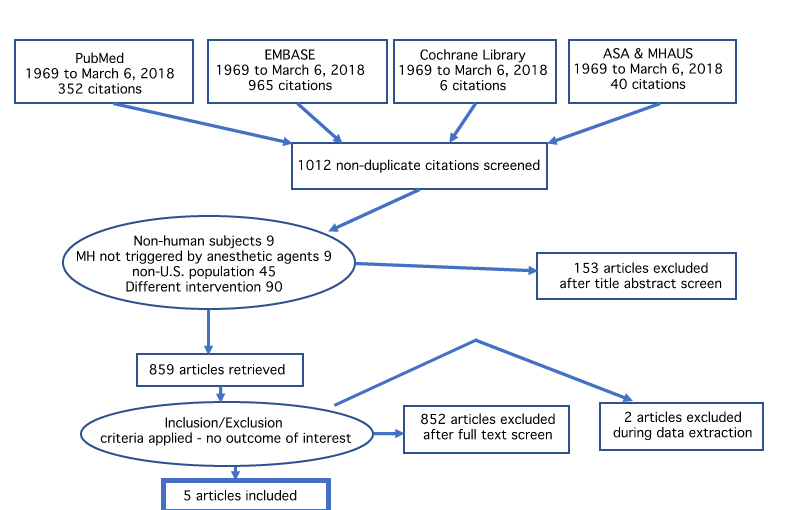 PubMed
1969 to March 6, 2018
352 citations
EMBASE
1969 to March 6, 2018
965 citations
Cochrane Library
1969 to March 6, 2018
6 citations
ASA & MHAUS
1969 to March 6, 2018
40 citations
1012 non-duplicate citations screened
Non-human subjects 9
MH not triggered by anesthetic agents 9
non-U.S. population 45
Different intervention 90
153 articles excluded
after title abstract screen
859 articles retrieved
Inclusion/Exclusion
criteria applied - no outcome of interest
852 articles excluded
after full text screen
2 articles excluded
during data extraction
5 articles included